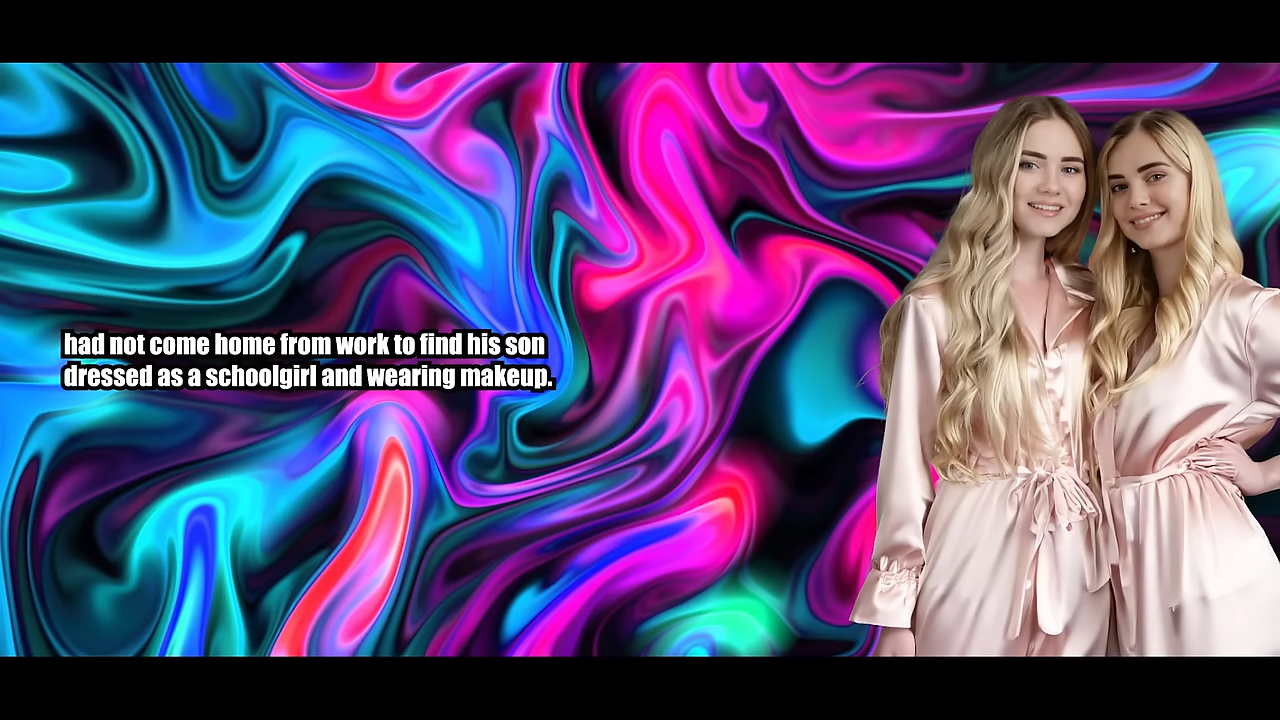 had not come home from work to find his son
dressed as a schoolgirl and wearing makeup.